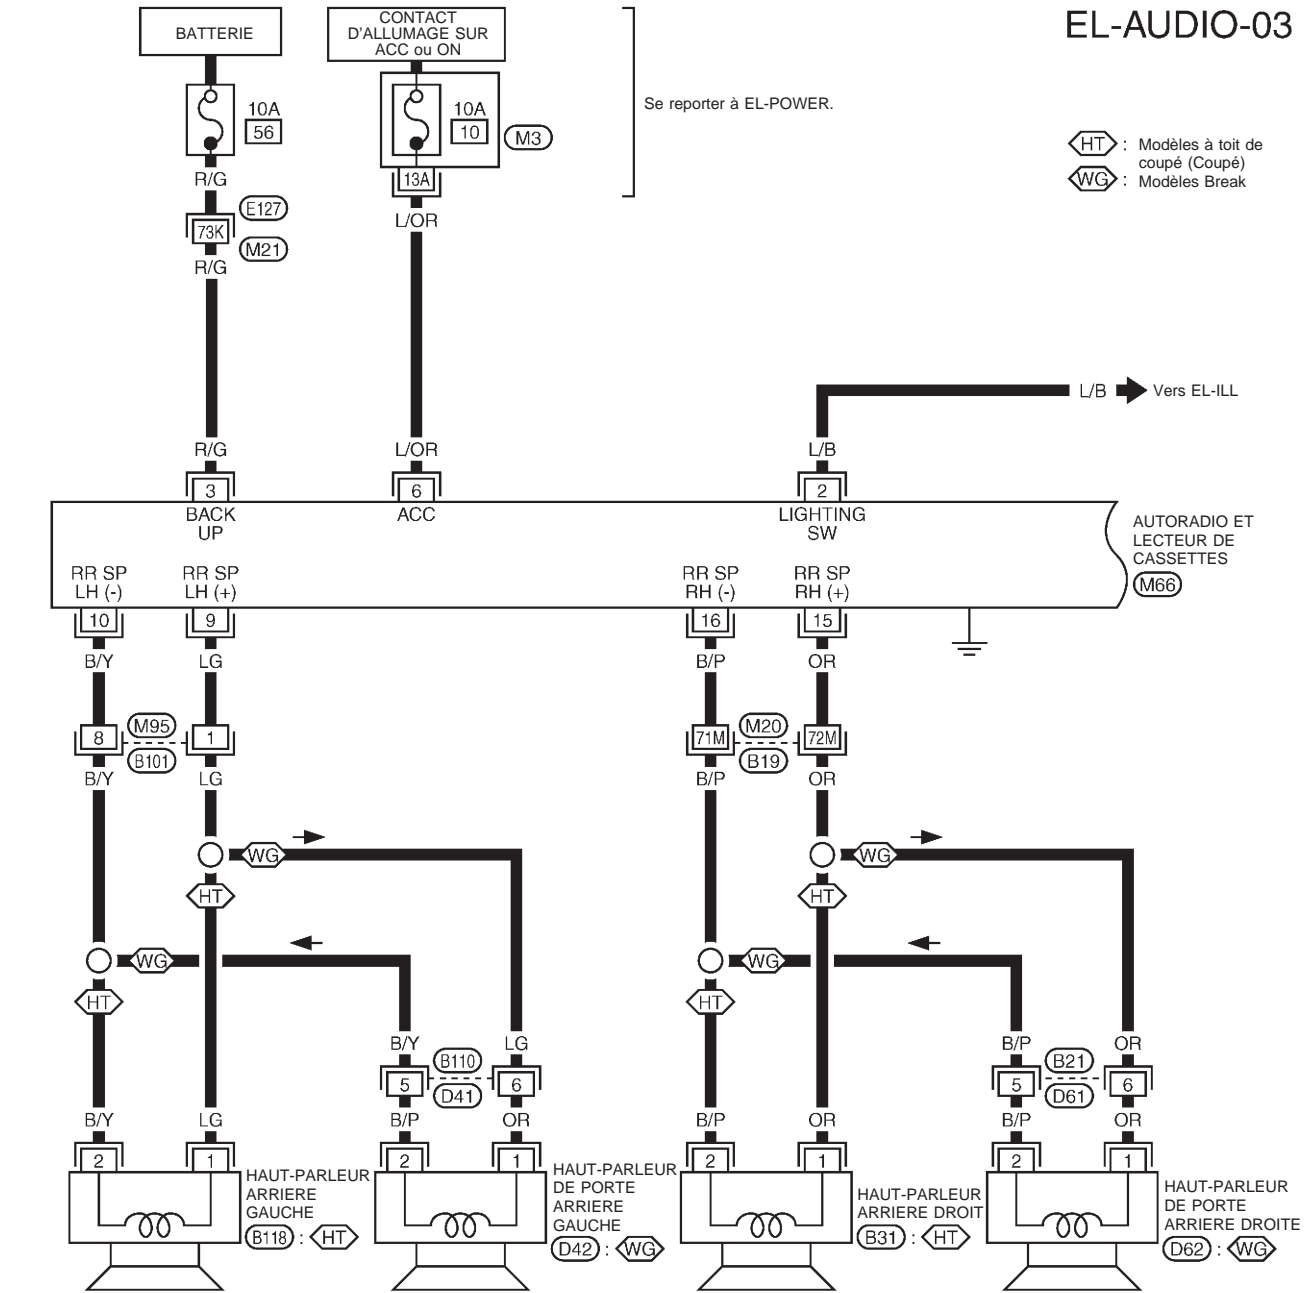 EL-AUDIO-03
BATTERIE
CONTACT
D'ALLUMAGE SUR
ACC ou ON
10A
56
10A
10
M3
Se reporter à EL-POWER.
HT : Modèles à toit de
coupé (Coupé)
WG : Modèles Break
13A
R/G
L/OR
E127
73K
M21
R/G
L/B
Vers EL-ILL
R/G
L/OR
L/B
3
6
2
BACK
UP
ACC
LIGHTING
SW
AUTORADIO ET
LECTEUR DE
CASSETTES
M66
RR SP
LH (-)
RR SP
LH (+)
RR SP
RH (-)
RR SP
RH (+)
10
9
16
15
B/Y
LG
B/P
OR
8
M95
B101
1
71M
M20
B19
72M
B/Y
LG
B/P
OR
WG
WG
HT
HT
WG
WG
HT
HT
B/Y
LG
B/P
OR
5
B110
D41
6
5
B21
D61
6
B/Y
LG
B/P
OR
B/P
OR
B/P
OR
2
1
2
1
2
1
2
1
HAUT-PARLEUR
ARRIERE
GAUCHE
B118 : HT
HAUT-PARLEUR
DE PORTE
ARRIERE
GAUCHE
D42 : WG
HAUT-PARLEUR
ARRIERE DROIT
B31 : HT
HAUT-PARLEUR
DE PORTE
ARRIERE DROITE
D62 : WG